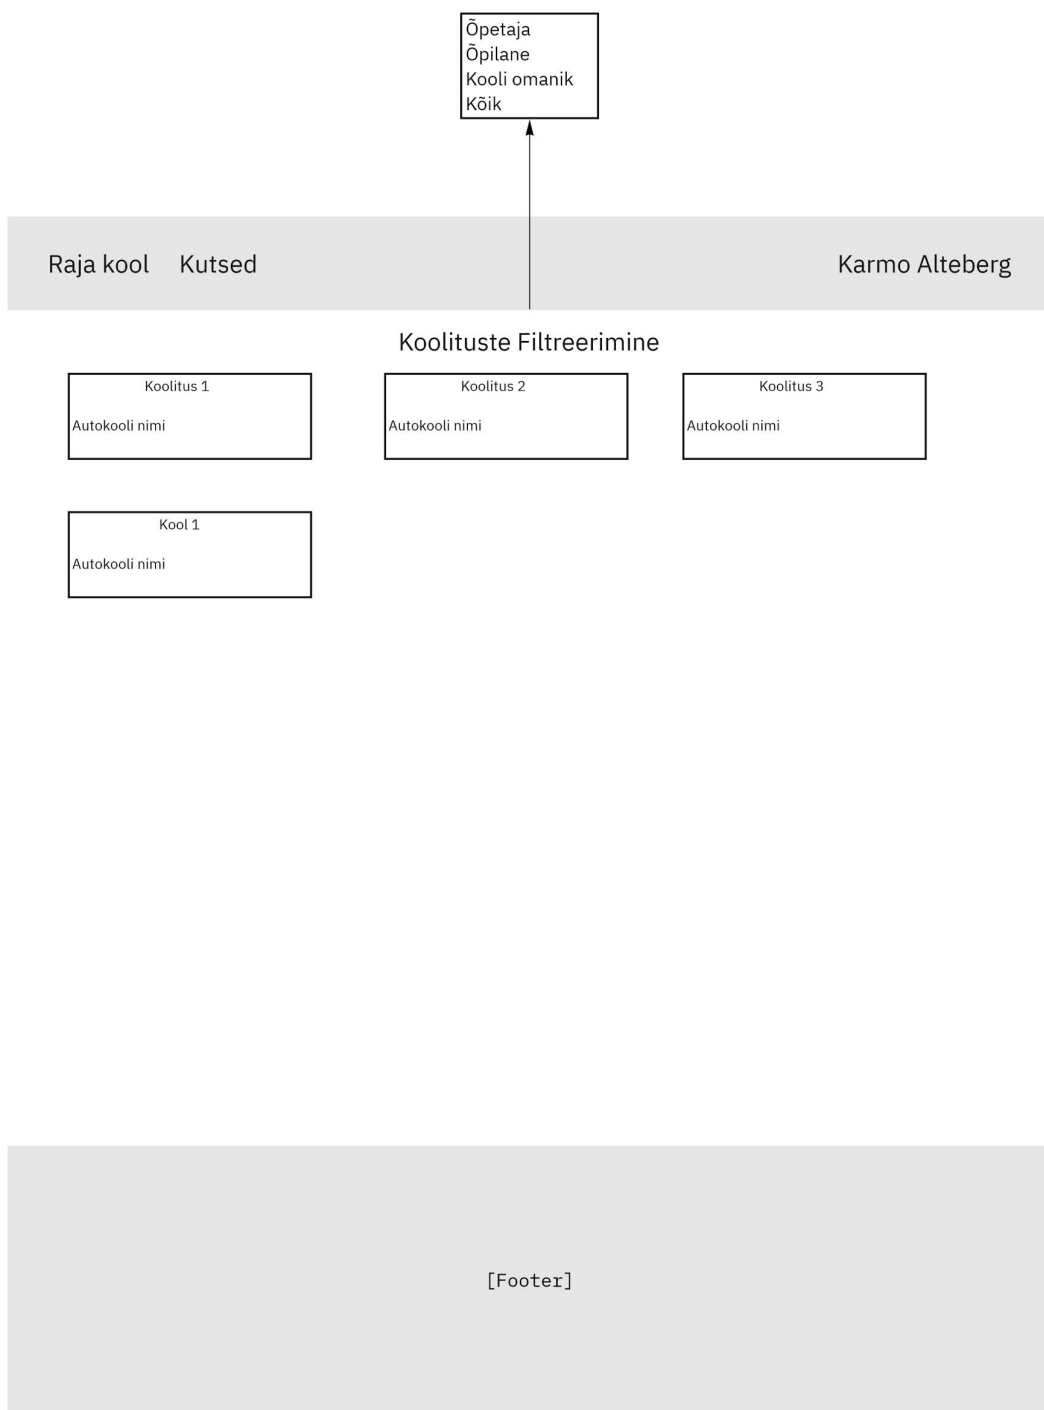 Õpetaja
Õpilane
Kooli omanik
Kõik
Raja kool Kutsed Karmo Alteberg
Koolituste Filtreerimine
Koolitus 1
Autokooli nimi
Koolitus 2
Autokooli nimi
Koolitus 3
Autokooli nimi
Kool 1
Autokooli nimi
[Footer]